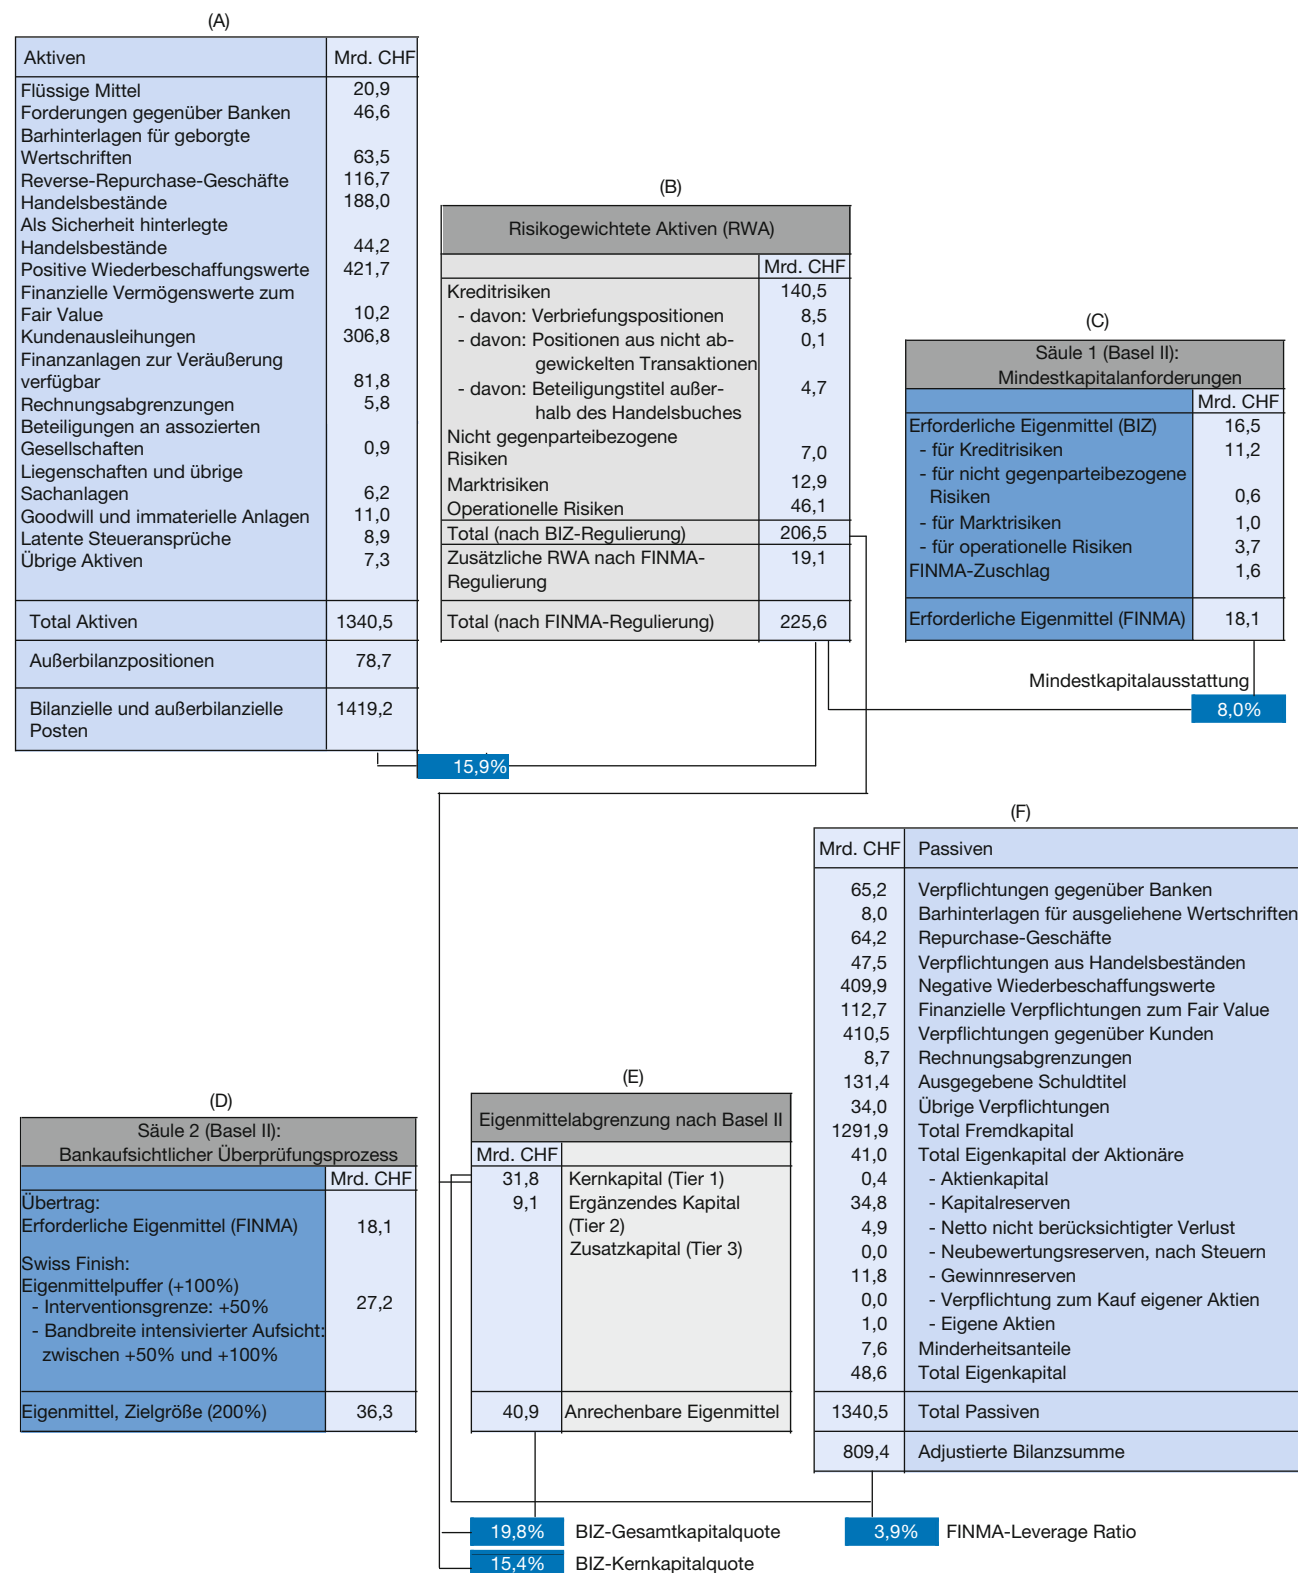 (A)
Aktiven Mrd. CHF
Flüssige Mittel 20,9
Forderungen gegenüber Banken 46,6
Barhinterlagen für geborgte
Wertschriften 63,5
Reverse-Repurchase-Geschäfte 116,7
Handelsbestände 188,0
Als Sicherheit hinterlegte
Handelsbestände 44,2
Positive Wiederbeschaffungswerte 421,7
Finanzielle Vermögenswerte zum
Fair Value 10,2
Kundenausleihungen 306,8
Finanzanlagen zur Veräußerung
verfügbar 81,8
Rechnungsabgrenzungen 5,8
Beteiligungen an assozierten
Gesellschaften 0,9
Liegenschaften und übrige
Sachanlagen 6,2
Goodwill und immaterielle Anlagen 11,0
Latente Steueransprüche 8,9
Übrige Aktiven 7,3
Total Aktiven 1340,5
Außerbilanzpositionen 78,7
Bilanzielle und außerbilanzielle 1419,2
Posten
15,9%
(B)
Risikogewichtete Aktiven (RWA)
Mrd. CHF
Kreditrisiken 140,5
- davon: Verbriefungspositionen 8,5
- davon: Positionen aus nicht ab- 0,1
gewickelten Transaktionen
- davon: Beteiligungstitel außer- 4,7
halb des Handelsbuches
Nicht gegenparteibezogene
Risiken 7,0
Marktrisiken 12,9
Operationelle Risiken 46,1
Total (nach BIZ-Regulierung) 206,5
Zusätzliche RWA nach FINMA- 19,1
Regulierung
Total (nach FINMA-Regulierung) 225,6
(C)
Säule 1 (Basel II):
Mindestkapitalanforderungen
Mrd. CHF
Erforderliche Eigenmittel (BIZ) 16,5
- für Kreditrisiken 11,2
- für nicht gegenparteibezogene
Risiken 0,6
- für Marktrisiken 1,0
- für operationelle Risiken 3,7
FINMA-Zuschlag 1,6
Erforderliche Eigenmittel (FINMA) 18,1
Mindestkapitalausstattung
8,0%
(D)
Säule 2 (Basel II):
Bankaufsichtlicher Überprüfungsprozess
Mrd. CHF
Übertrag:
Erforderliche Eigenmittel (FINMA) 18,1
Swiss Finish:
Eigenmittelpuffer (+100%)
- Interventionsgrenze: +50% 27,2
- Bandbreite intensivierter Aufsicht:
zwischen +50% und +100%
Eigenmittel, Zielgröße (200%) 36,3
(E)
Eigenmittelabgrenzung nach Basel II
Mrd. CHF
31,8 Kernkapital (Tier 1)
9,1 Ergänzendes Kapital
(Tier 2)
Zusatzkapital (Tier 3)
40,9 Anrechenbare Eigenmittel
19,8% BIZ-Gesamtkapitalquote
15,4% BIZ-Kernkapitalquote
(F)
Mrd. CHF Passiven
65,2 Verpflichtungen gegenüber Banken
8,0 Barhinterlagen für ausgeliehene Wertschriften
64,2 Repurchase-Geschäfte
47,5 Verpflichtungen aus Handelsbeständen
409,9 Negative Wiederbeschaffungswerte
112,7 Finanzielle Verpflichtungen zum Fair Value
410,5 Verpflichtungen gegenüber Kunden
8,7 Rechnungsabgrenzungen
131,4 Ausgegebene Schuldtitel
34,0 Übrige Verpflichtungen
1291,9 Total Fremdkapital
41,0 Total Eigenkapital der Aktionäre
0,4 - Aktienkapital
34,8 - Kapitalreserven
4,9 - Netto nicht berücksichtigter Verlust
0,0 - Neubewertungsreserven, nach Steuern
11,8 - Gewinnreserven
0,0 - Verpflichtung zum Kauf eigener Aktien
1,0 - Eigene Aktien
7,6 Minderheitsanteile
48,6 Total Eigenkapital
1340,5 Total Passiven
809,4 Adjustierte Bilanzsumme
3,9% FINMA-Leverage Ratio